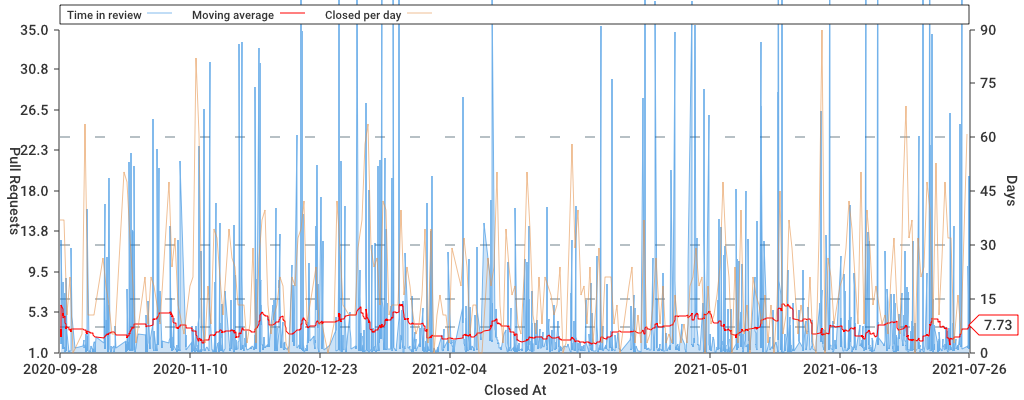 Time in review Moving average Closed per day
35.0 90
30.8 75
26.5 60
22.3
18.0 45
13.8 30
9.5 15
5.3 7.73
1.0 0
Pull Requests
Days
2020-09-28 2020-11-10 2020-12-23 2021-02-04 2021-03-19 2021-05-01 2021-06-13 2021-07-26
Closed At